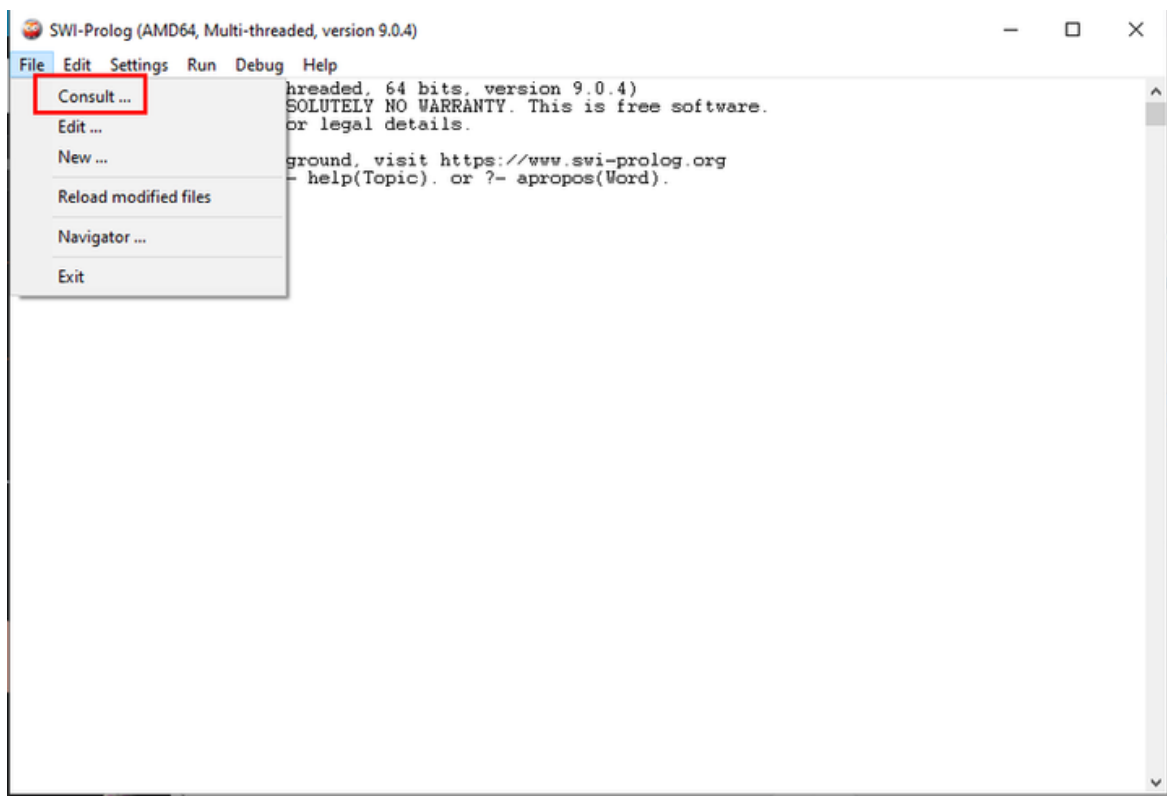 SWI-Prolog (AMD64, Multi-threaded, version 9.0.4)
File Edit Settings Run Debug Help
Consult ...
Edit ...
New ...
Reload modified files
Navigator ...
Exit
hreaded, 64 bits, version 9.0.4)
SOLUTELY NO WARRANTY. This is free software.
or legal details.
ground, visit https://www.swi-prolog.org
- help(Topic). or ?- apropos(Word).